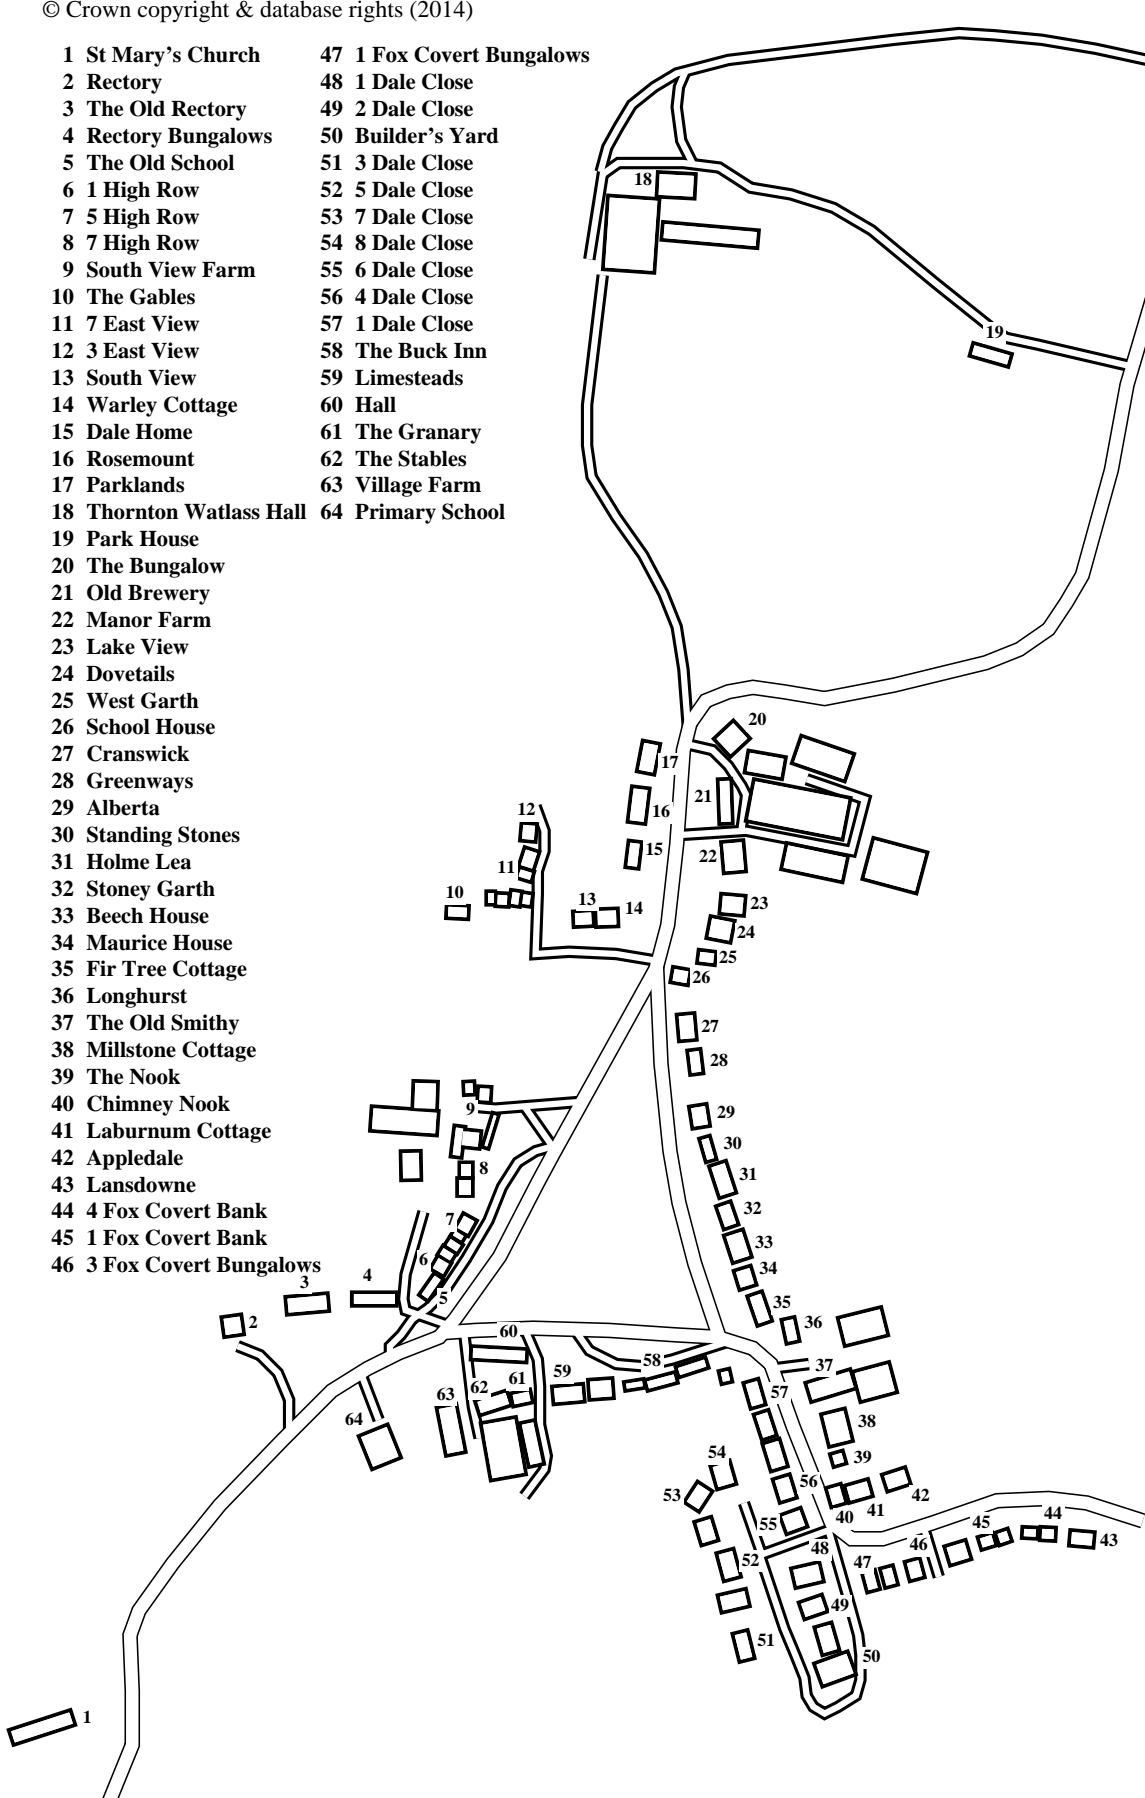 © Crown copyright & database rights (2014)
1 St Mary's Church
2 Rectory
3 The Old Rectory
4 Rectory Bungalows
5 The Old School
6 1 High Row
7 5 High Row
8 7 High Row
9 South View Farm
10 The Gables
11 7 East View
12 3 East View
13 South View
14 Warley Cottage
15 Dale Home
16 Rosemount
17 Parklands
18 Thornton Watlass Hall
19 Park House
20 The Bungalow
21 Old Brewery
22 Manor Farm
23 Lake View
24 Dovetails
25 West Garth
26 School House
27 Cranswick
28 Greenways
29 Alberta
30 Standing Stones
31 Holme Lea
32 Stoney Garth
33 Beech House
34 Maurice House
35 Fir Tree Cottage
36 Longhurst
37 The Old Smithy
38 Millstone Cottage
39 The Nook
40 Chimney Nook
41 Laburnum Cottage
42 Appledale
43 Lansdowne
44 4 Fox Covert Bank
45 1 Fox Covert Bank
46 3 Fox Covert Bungalows
47 1 Fox Covert Bungalows
48 1 Dale Close
49 2 Dale Close
50 Builder's Yard
51 3 Dale Close
52 5 Dale Close
53 7 Dale Close
54 8 Dale Close
55 6 Dale Close
56 4 Dale Close
57 1 Dale Close
58 The Buck Inn
59 Limesteads
60 Hall
61 The Granary
62 The Stables
63 Village Farm
64 Primary School
18
19
20
17
21
16
12
15
22
11
10
13
14
23
24
25
26
27
28
9
29
30
8
31
32
7
33
6
34
3
4
5
35
2
36
60
58
37
59
61
62
63
57
64
38
54
39
53
56
42
41
40
55
45
44
43
46
48
52
47
49
51
50
1